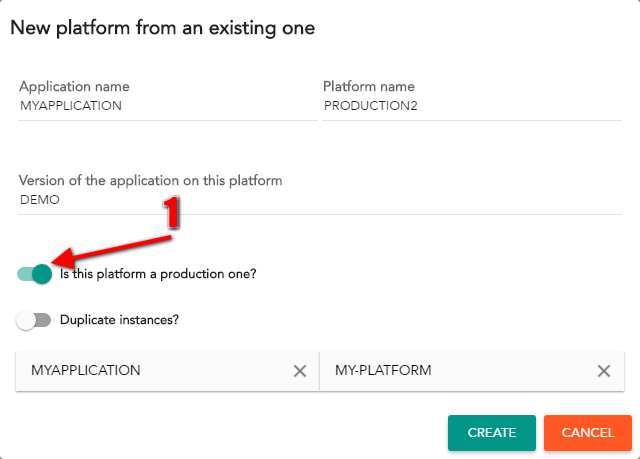 New platform from an existing one
Application name
Platform name
MYAPPLICATION
PRODUCTION2
Version of the application on this platform
DEMO
1
Is this platform a production one?
Duplicate instances?
MYAPPLICATION
MY-PLATFORM
CREATE
CANCEL